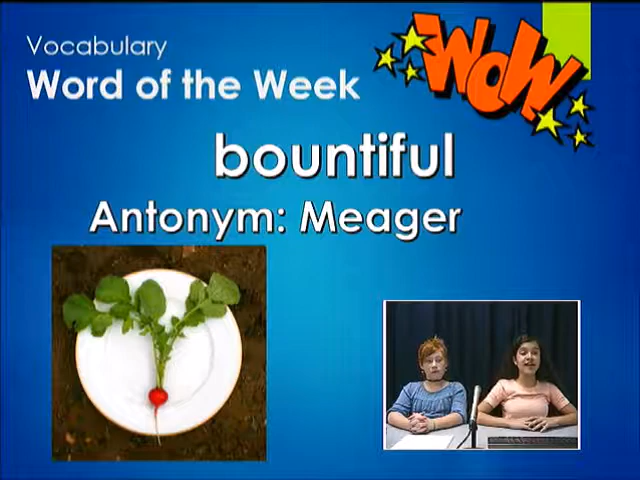 Vocabulary
WOW
Word of the Week
bountiful
Antonym: Meager